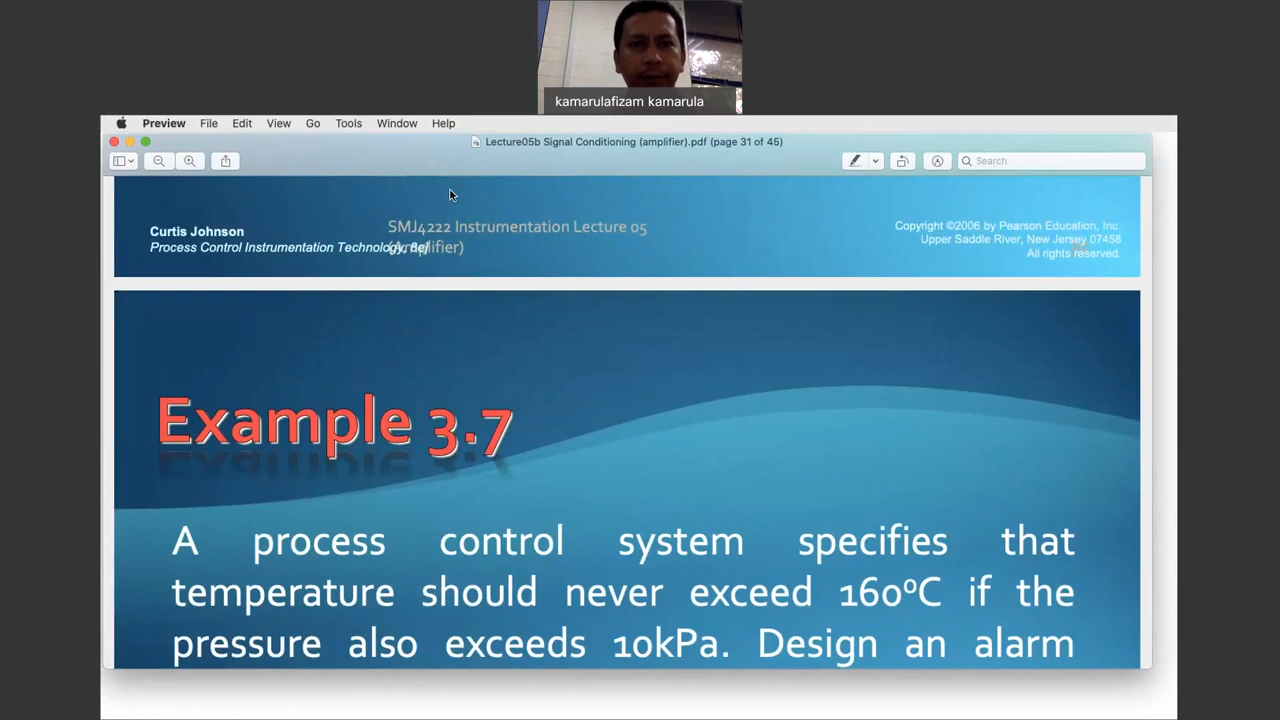 kamarulafizam kamarula
Preview File Edit View Go Tools Window Help
Lecture05b Signal Conditioning (amplifier).pdf (page 31 of 45)
Search
Curtis Johnson
Process Control Instrumentation Technology, 8e]
SMJ4222 Instrumentation Lecture 05
(Amplifier)
Copyright ©2006 by Pearson Education, Inc.
Upper Saddle River, New Jersey 07458
All rights reserved.
Example 3.7
A process control system specifies that
temperature should never exceed 160ºC if the
pressure also exceeds 10kPa. Design an alarm